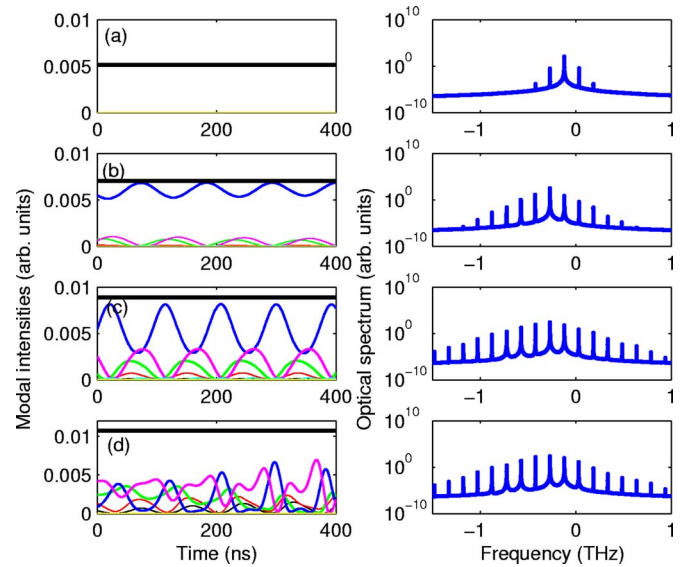 0.01
(a)
0.005
0
0 200 400
10^10
10^0
10^-10
−1 0 1
0.01
(b)
0.005
0
0 200 400
10^10
10^0
10^-10
−1 0 1
0.01
(c)
0.005
0
0 200 400
10^10
10^0
10^-10
−1 0 1
0.01
(d)
0.005
0
0 200 400
10^10
10^0
10^-10
−1 0 1
Modal intensities (arb. units)
Optical spectrum (arb. units)
Time (ns)
Frequency (THz)